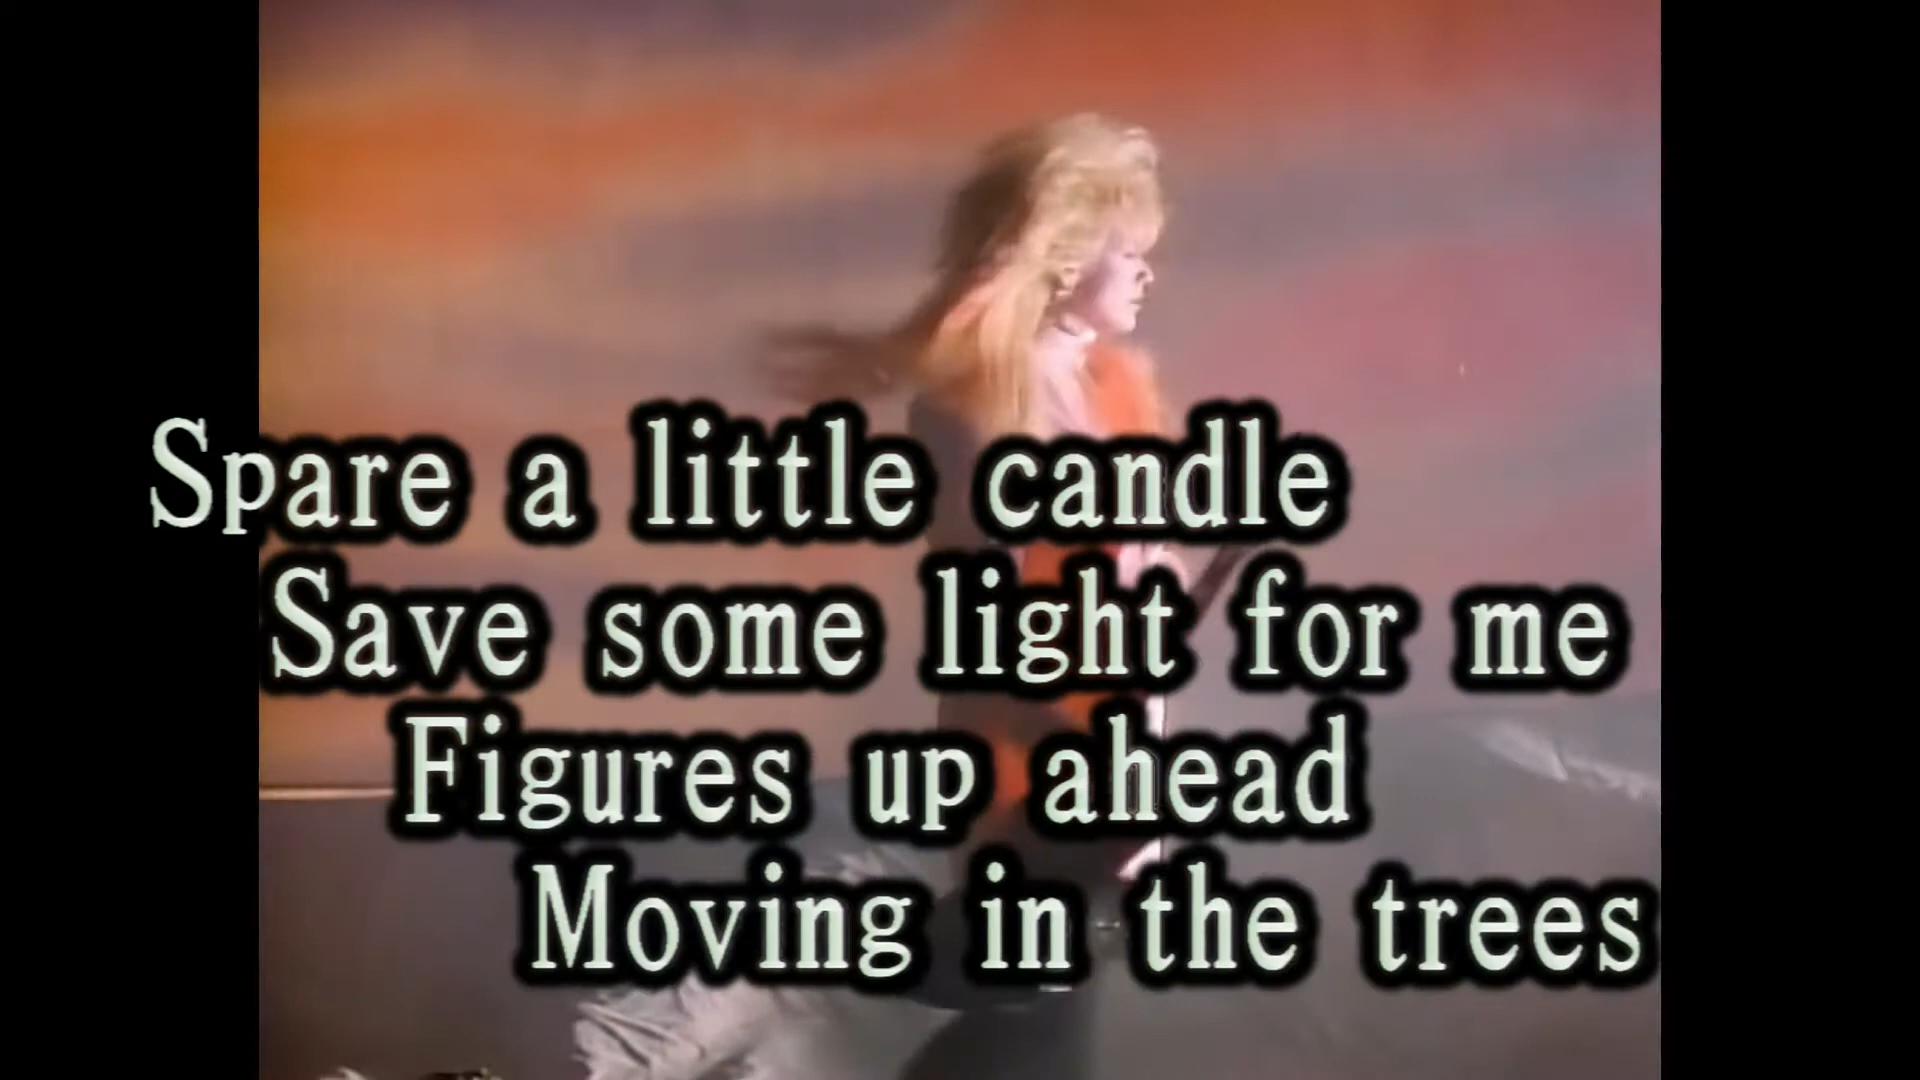 Spare a little candle
Save some light for me
Figures up ahead
Moving in the trees